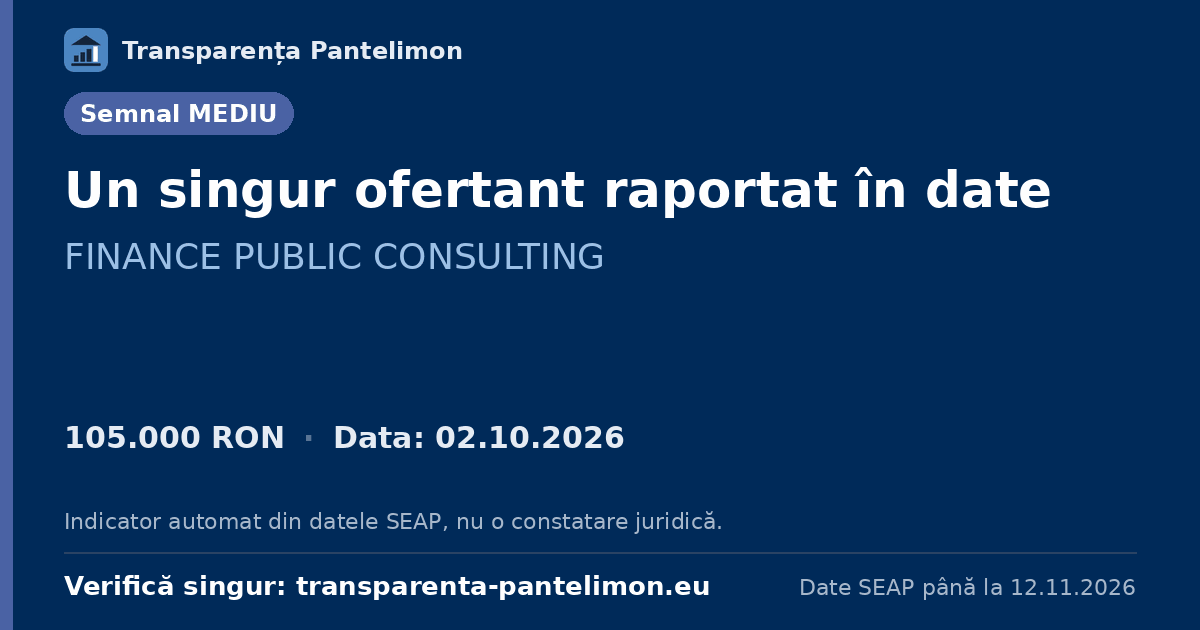 Transparența Pantelimon
Semnal MEDIU
Un singur ofertant raportat în date
FINANCE PUBLIC CONSULTING
105.000 RON · Data: 02.10.2026
Indicator automat din datele SEAP, nu o constatare juridică.
Verifică singur: transparenta-pantelimon.eu
Date SEAP până la 12.11.2026